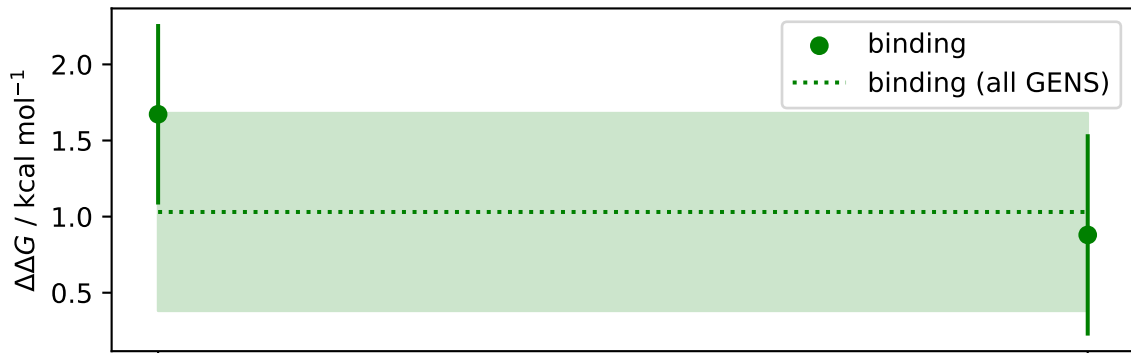 ΔΔG / kcal mol⁻¹
2.0
1.5
1.0
0.5
binding
binding (all GENS)